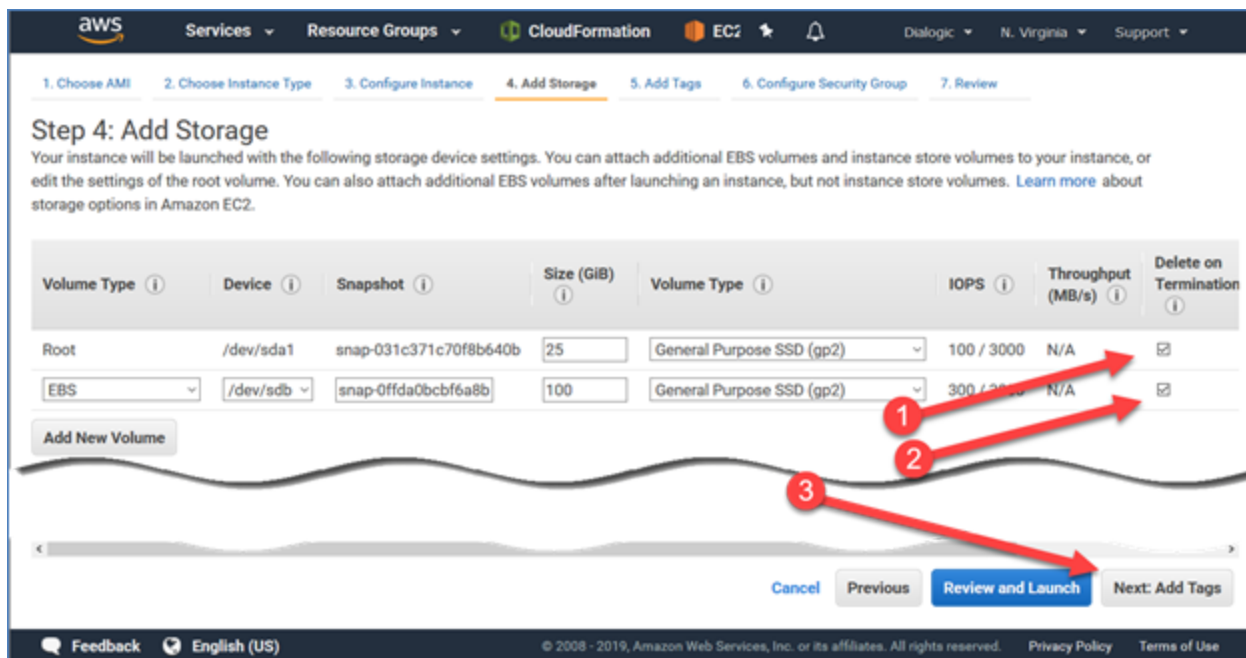 aws Services Resource Groups CloudFormation EC2 Dialogic N. Virginia Support
1. Choose AMI 2. Choose Instance Type 3. Configure Instance 4. Add Storage 5. Add Tags 6. Configure Security Group 7. Review
Step 4: Add Storage
Your instance will be launched with the following storage device settings. You can attach additional EBS volumes and instance store volumes to your instance, or
edit the settings of the root volume. You can also attach additional EBS volumes after launching an instance, but not instance store volumes. Learn more about
storage options in Amazon EC2.
Volume Type i Device i Snapshot i Size (GiB) i Volume Type i IOPS i Throughput (MB/s) i Delete on Termination i
Root /dev/sda1 snap-031c371c70f8b640b 25 General Purpose SSD (gp2) 100 / 3000 N/A
EBS /dev/sdb snap-0ffda0bcbf6a8b 100 General Purpose SSD (gp2) 300 / 3000 N/A
1
Add New Volume
2
3
Cancel Previous Review and Launch Next: Add Tags
Feedback English (US) © 2008 - 2019, Amazon Web Services, Inc. or its affiliates. All rights reserved. Privacy Policy Terms of Use